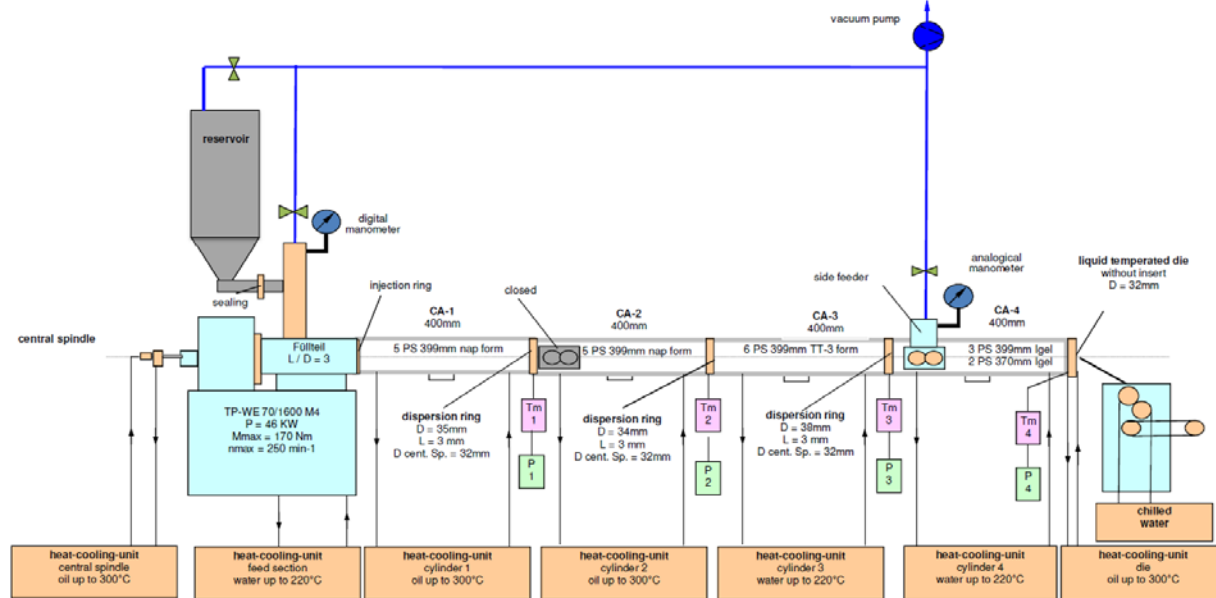 vacuum pump
reservoir
digital
manometer
analogical
manometer
liquid temperated die
without insert
D = 32mm
side feeder
sealing
injection ring
closed
CA-1
400mm
CA-2
400mm
CA-3
400mm
CA-4
400mm
central spindle
Füllteil
L / D = 3
5 PS 399mm nap form
5 PS 399mm nap form
6 PS 399mm TT-3 form
3 PS 399mm Igel
2 PS 370mm Igel
TP-WE 70/1600 M4
P = 46 KW
Mmax = 170 Nm
nmax = 250 min-1
dispersion ring
D = 35mm
L = 3 mm
D cent. Sp. = 32mm
Tm
1
P
1
dispersion ring
D = 34mm
L = 3 mm
D cent. Sp. = 32mm
Tm
2
P
2
dispersion ring
D = 38mm
L = 3 mm
D cent. Sp. = 32mm
Tm
3
P
3
Tm
4
P
4
chilled
water
heat-cooling-unit
central spindle
oil up to 300°C
heat-cooling-unit
feed section
water up to 220°C
heat-cooling-unit
cylinder 1
oil up to 300°C
heat-cooling-unit
cylinder 2
oil up to 300°C
heat-cooling-unit
cylinder 3
water up to 220°C
heat-cooling-unit
cylinder 4
water up to 220°C
heat-cooling-unit
die
oil up to 300°C